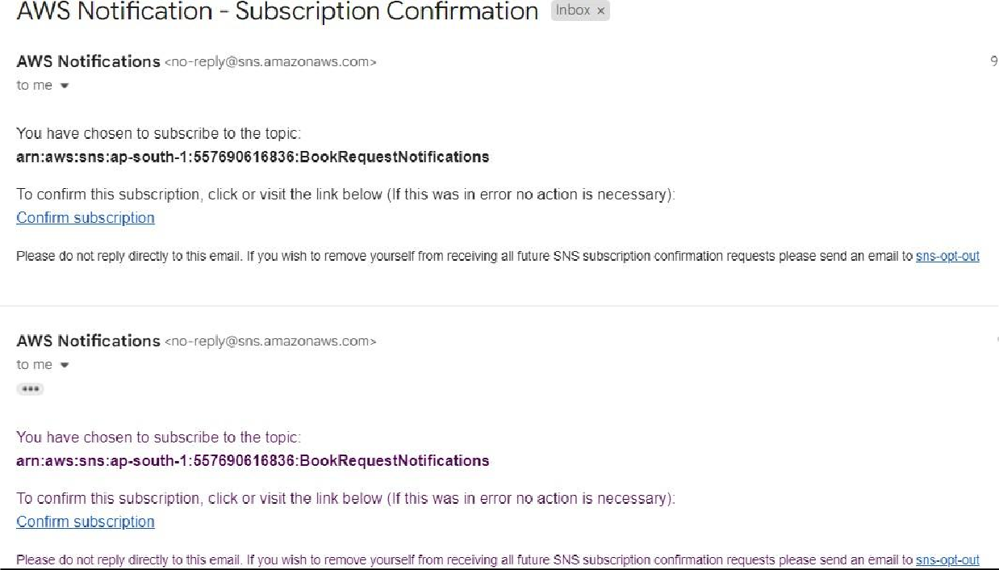 AWS Notification - Subscription Confirmation Inbox ×
AWS Notifications <no-reply@sns.amazonaws.com> 9
to me
You have chosen to subscribe to the topic:
arn:aws:sns:ap-south-1:557690616836:BookRequestNotifications
To confirm this subscription, click or visit the link below (If this was in error no action is necessary):
Confirm subscription
Please do not reply directly to this email. If you wish to remove yourself from receiving all future SNS subscription confirmation requests please send an email to sns-opt-out
AWS Notifications <no-reply@sns.amazonaws.com>
to me
You have chosen to subscribe to the topic:
arn:aws:sns:ap-south-1:557690616836:BookRequestNotifications
To confirm this subscription, click or visit the link below (If this was in error no action is necessary):
Confirm subscription
Please do not reply directly to this email. If you wish to remove yourself from receiving all future SNS subscription confirmation requests please send an email to sns-opt-out